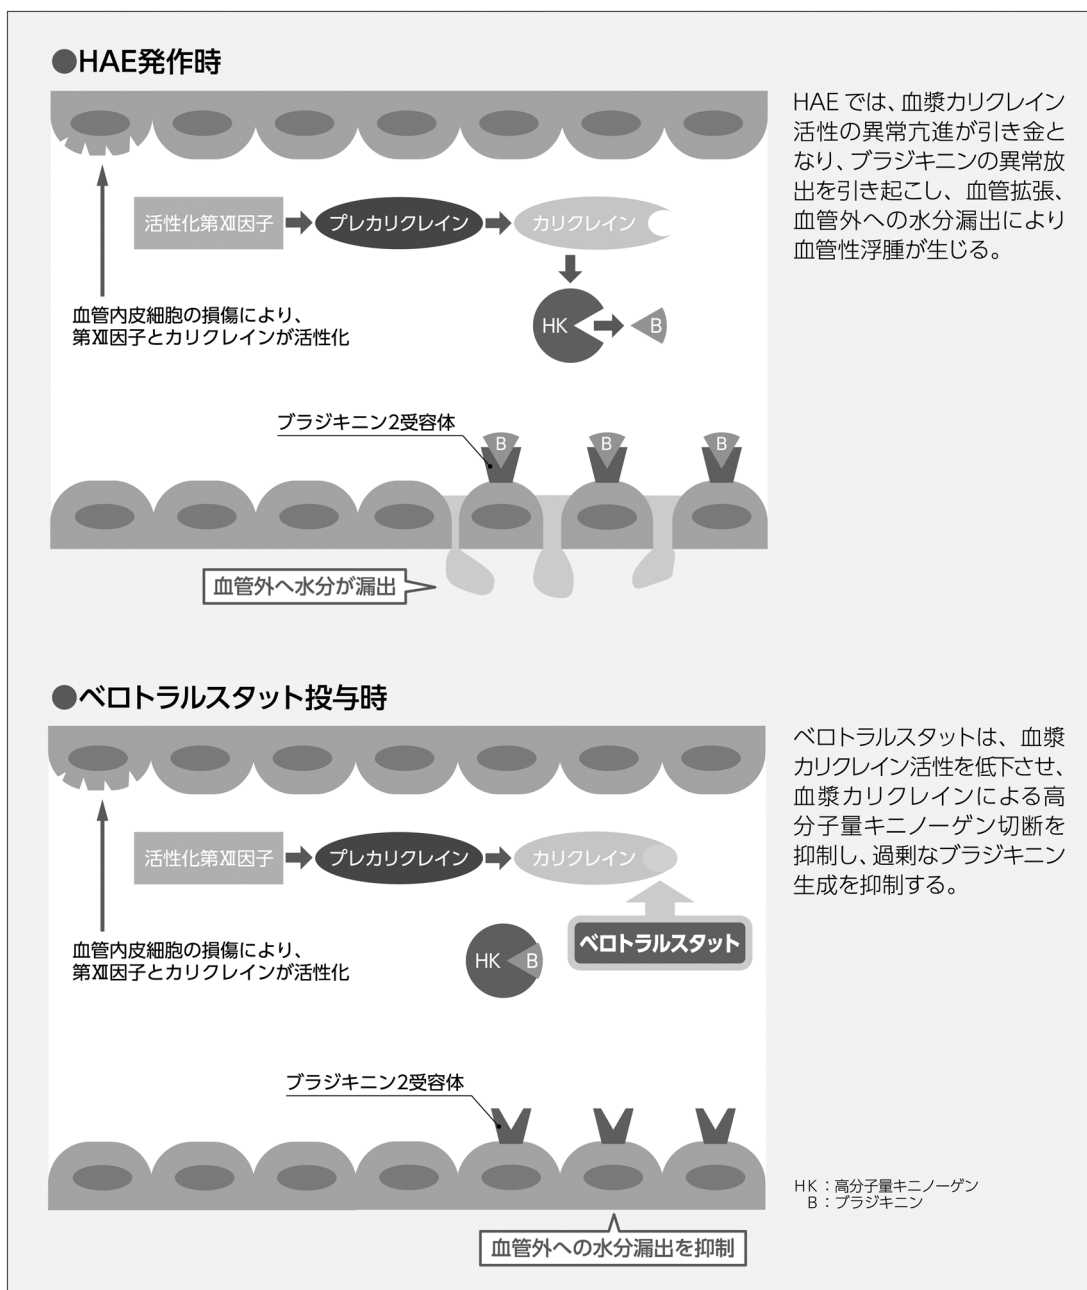 ●HAE発作時
HAE では、血漿カリクレイン
活性の異常亢進が引き金と
なり、ブラジキニンの異常放
出を引き起こし、血管拡張、
血管外への水分漏出により
血管性浮腫が生じる。
活性化第Ⅻ因子
プレカリクレイン
カリクレイン
血管内皮細胞の損傷により、
第Ⅻ因子とカリクレインが活性化
HK
B
ブラジキニン2受容体
B
B
B
血管外へ水分が漏出
●ベロトラルスタット投与時
ベロトラルスタットは、血漿
カリクレイン活性を低下させ、
血漿カリクレインによる高
分子量キニノーゲン切断を
抑制し、過剰なブラジキニン
生成を抑制する。
活性化第Ⅻ因子
プレカリクレイン
カリクレイン
ベロトラルスタット
血管内皮細胞の損傷により、
第Ⅻ因子とカリクレインが活性化
HK
B
ブラジキニン2受容体
HK：高分子量キニノーゲン
B：ブラジキニン
血管外への水分漏出を抑制